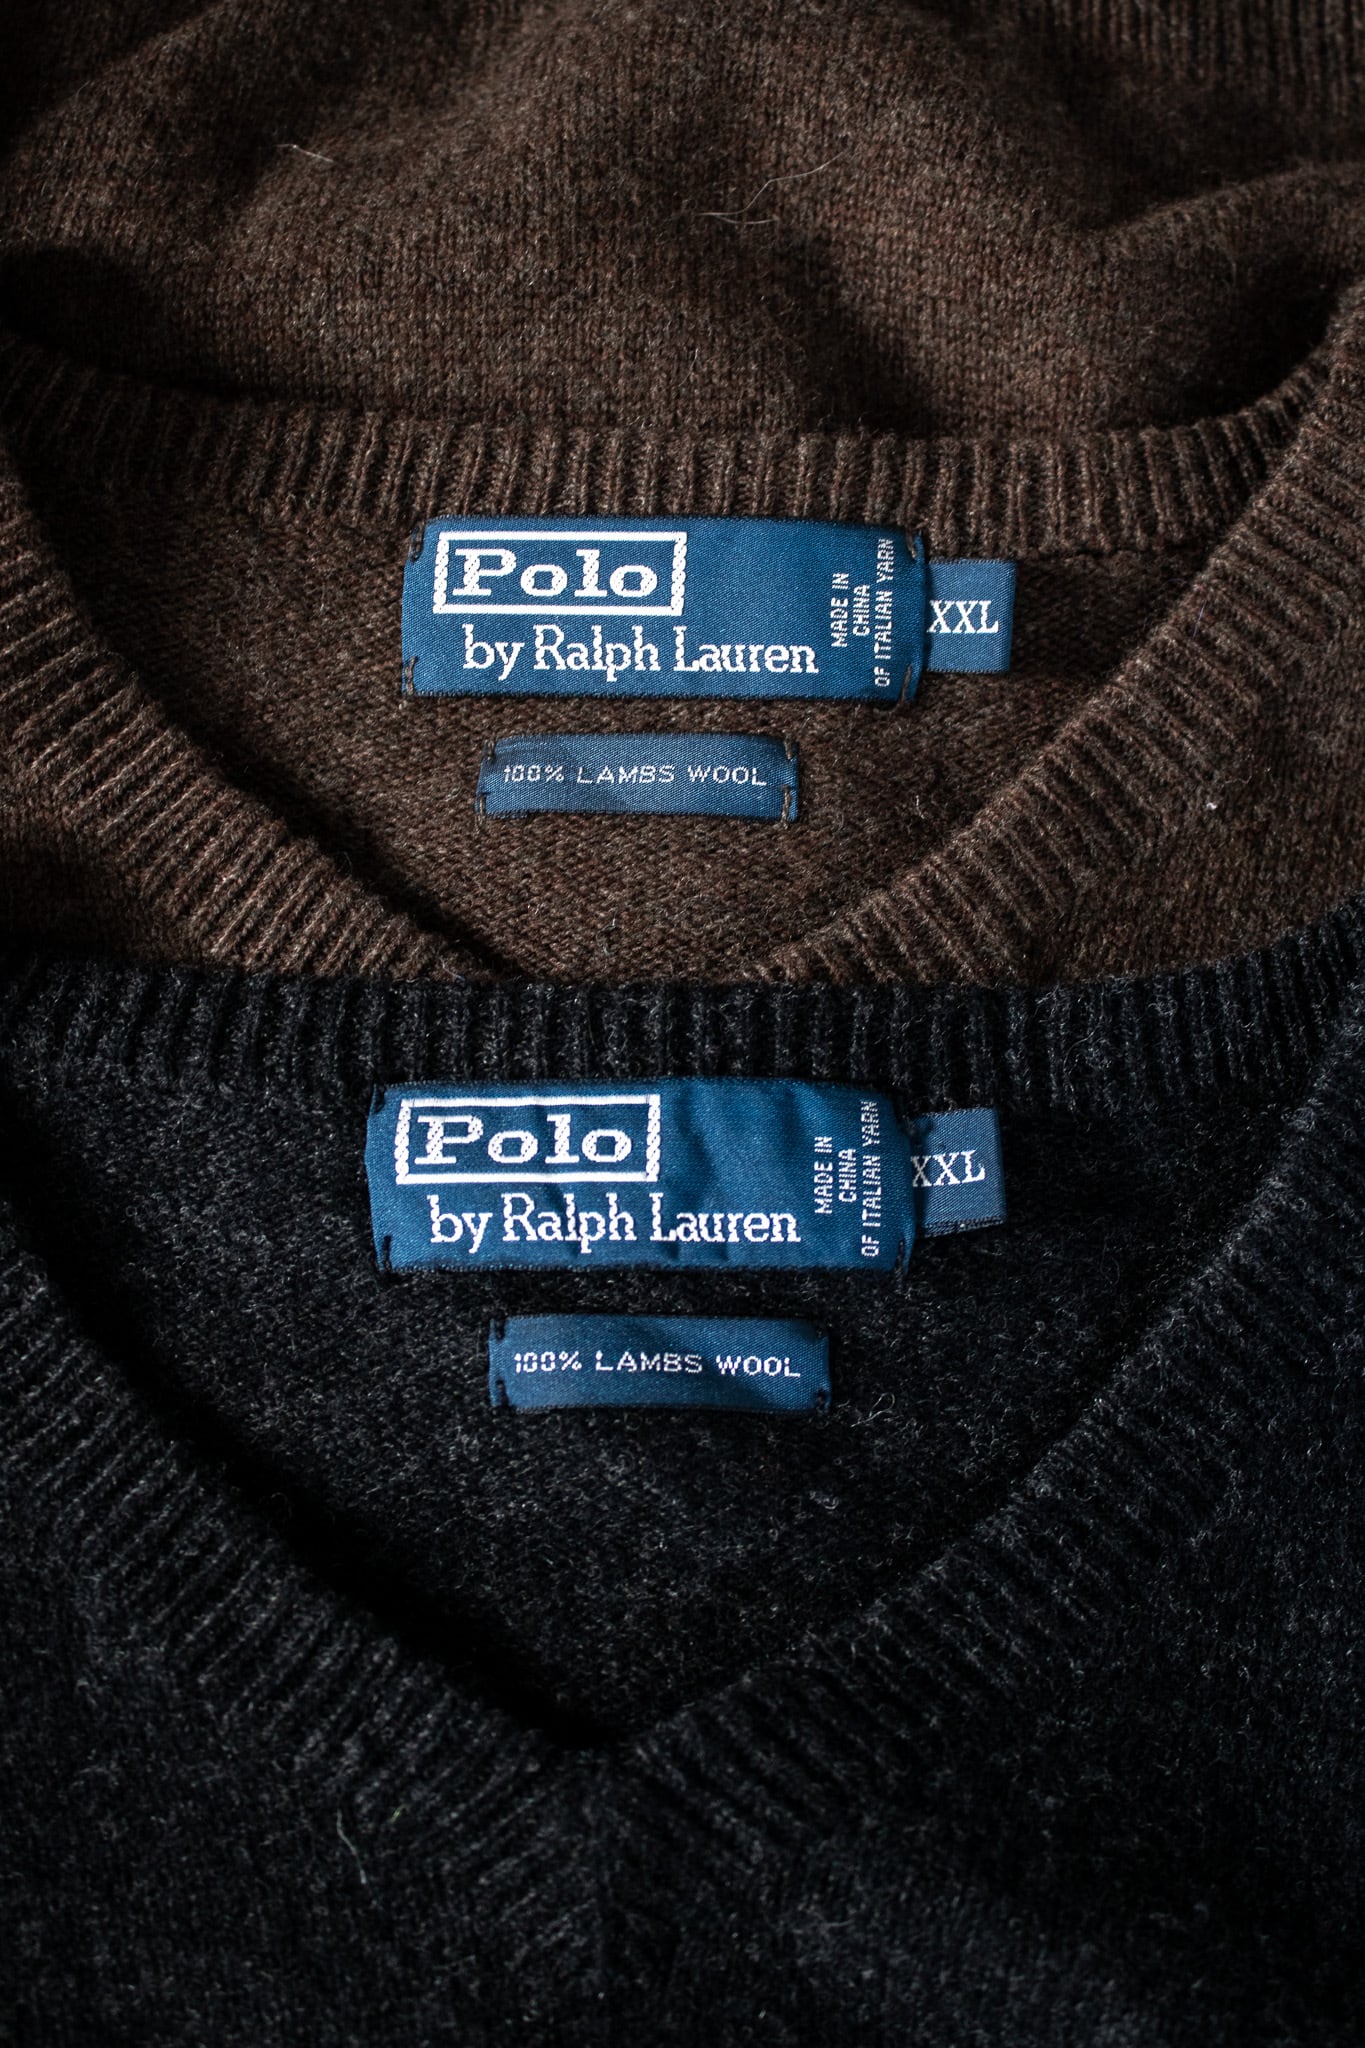 Polo
by Ralph Lauren
MADE IN
CHINA
OF ITALIAN YARN
XXL
100% LAMBS WOOL
Polo
by Ralph Lauren
MADE IN
CHINA
OF ITALIAN YARN
XXL
100% LAMBS WOOL